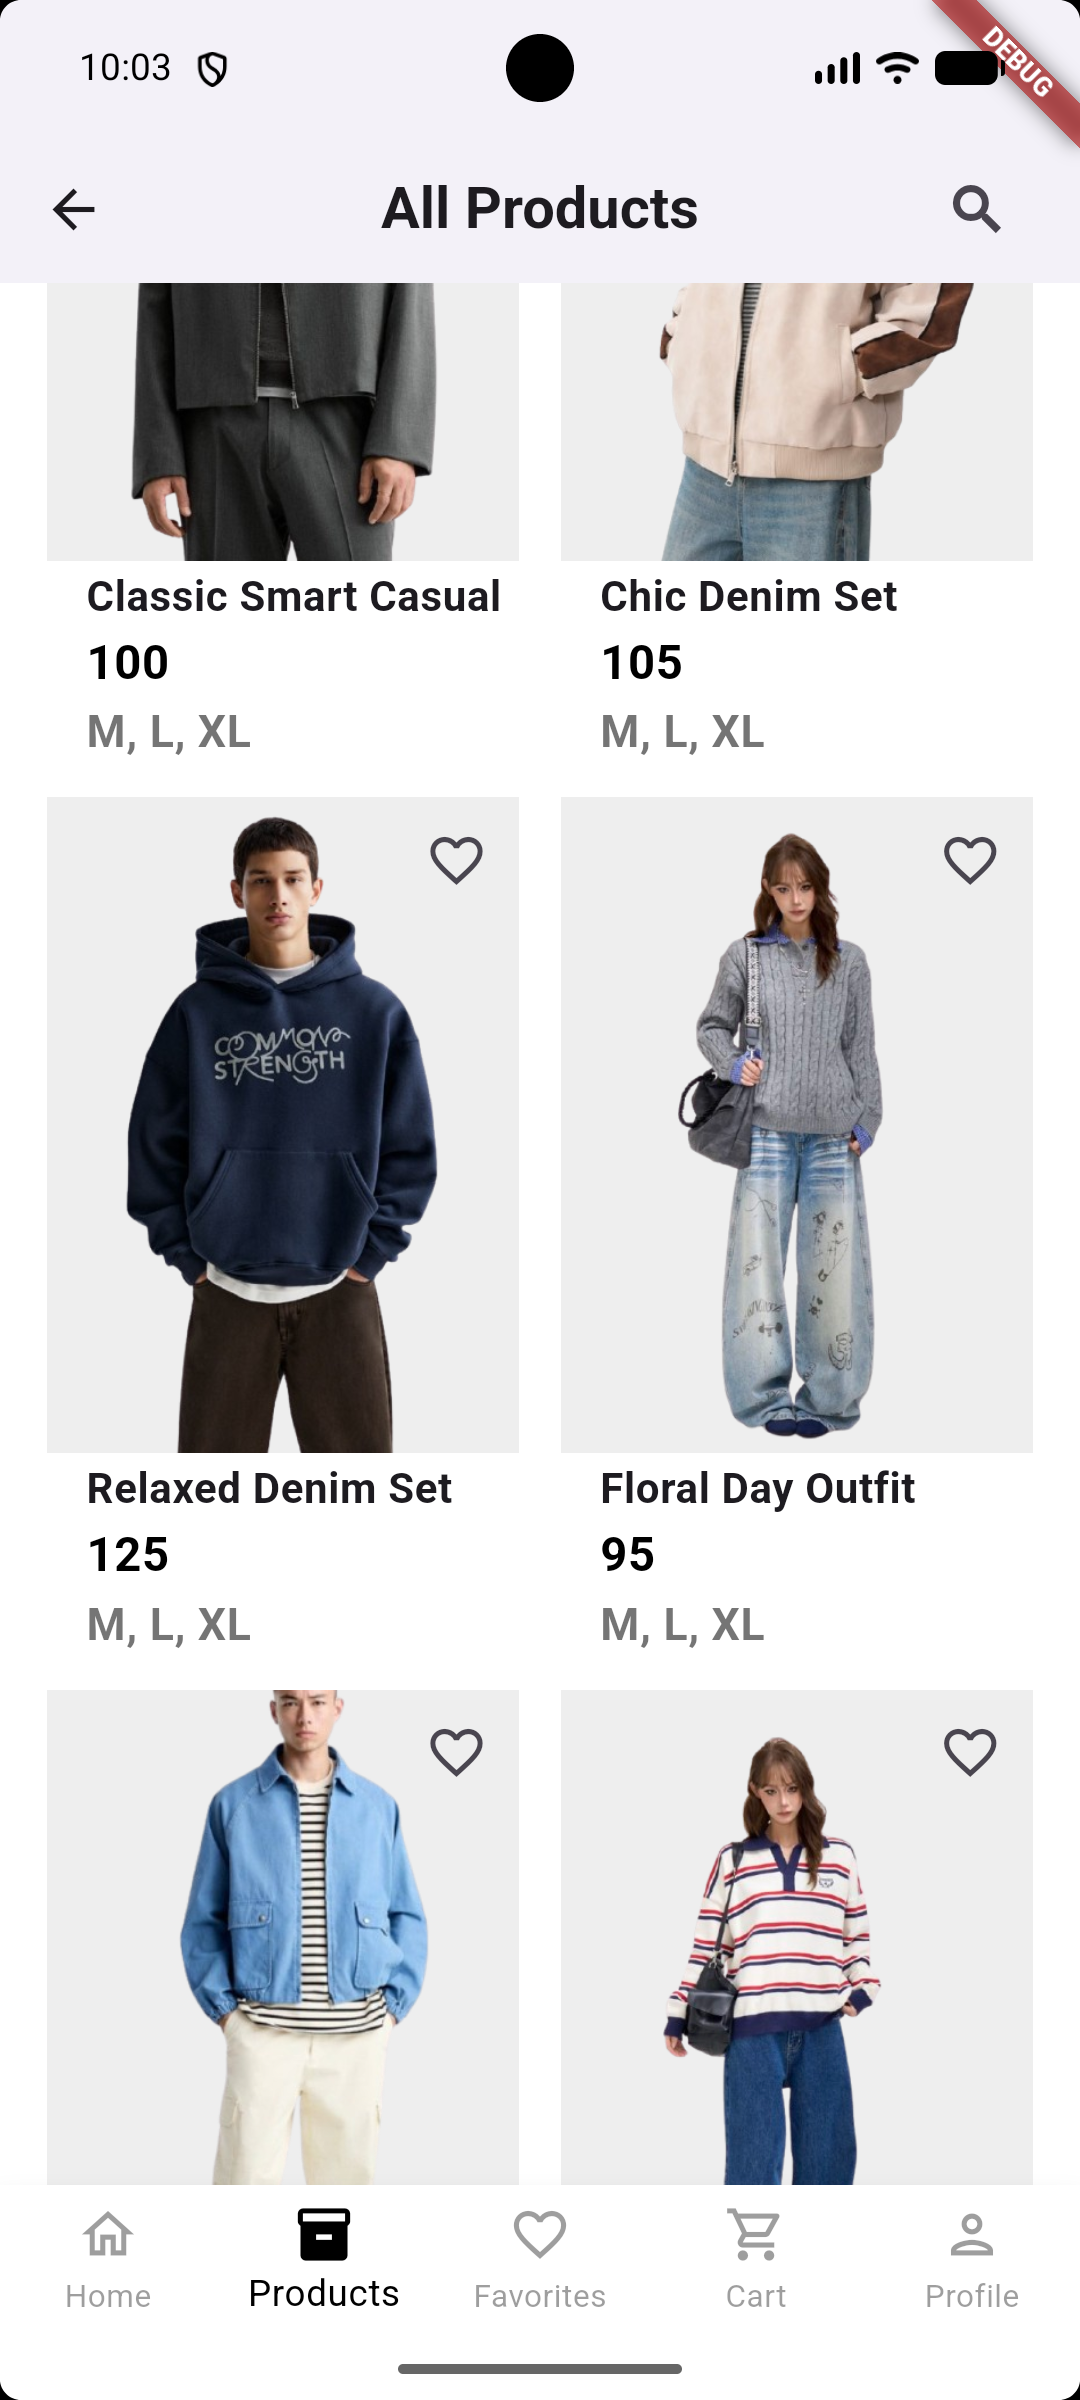 10:03
DEBUG
All Products
Classic Smart Casual
100
M, L, XL
Chic Denim Set
105
M, L, XL
COMMON
STRENGTH
Relaxed Denim Set
125
M, L, XL
Floral Day Outfit
95
M, L, XL
Home
Products
Favorites
Cart
Profile